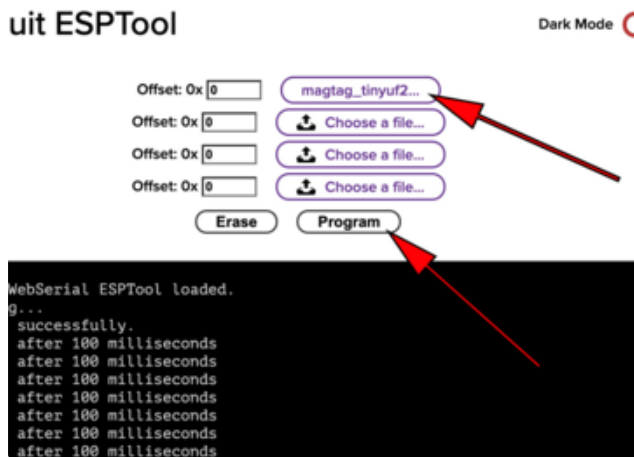 uit ESPTool
Dark Mode
Offset: 0x 0 magtag_tinyuf2...
Offset: 0x 0 Choose a file...
Offset: 0x 0 Choose a file...
Offset: 0x 0 Choose a file...
Erase Program
WebSerial ESPTool loaded.
g...
successfully.
after 100 milliseconds
after 100 milliseconds
after 100 milliseconds
after 100 milliseconds
after 100 milliseconds
after 100 milliseconds
after 100 milliseconds